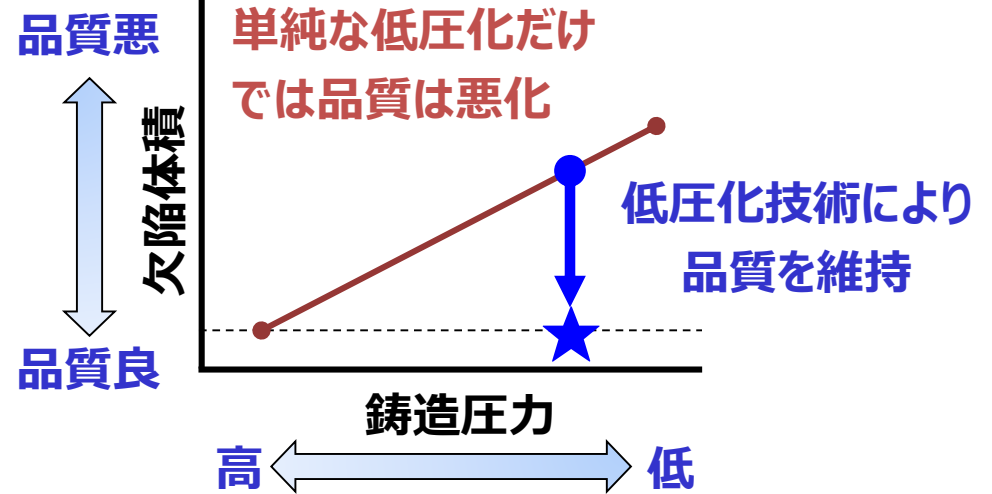 品質悪
単純な低圧化だけ
では品質は悪化
欠陥体積
低圧化技術により
品質を維持
品質良
鋳造圧力
高
低